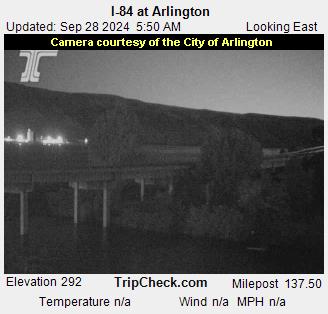 I-84 at Arlington
Updated: Sep 28 2024 5:50 AM Looking East
Camera courtesy of the City of Arlington
Elevation 292 TripCheck.com Milepost 137.50
Temperature n/a Wind n/a MPH n/a